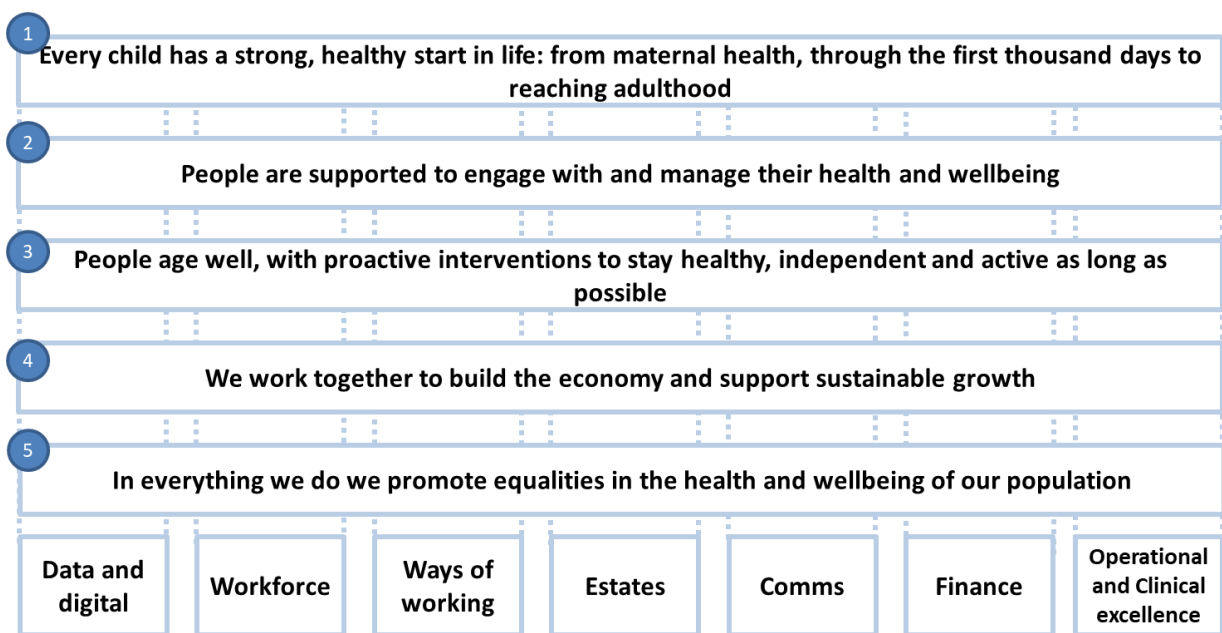 1
Every child has a strong, healthy start in life: from maternal health, through the first thousand days to
reaching adulthood
2
People are supported to engage with and manage their health and wellbeing
3
People age well, with proactive interventions to stay healthy, independent and active as long as
possible
4
We work together to build the economy and support sustainable growth
5
In everything we do we promote equalities in the health and wellbeing of our population
Data and
digital
Workforce
Ways of
working
Estates
Comms
Finance
Operational
and Clinical
excellence